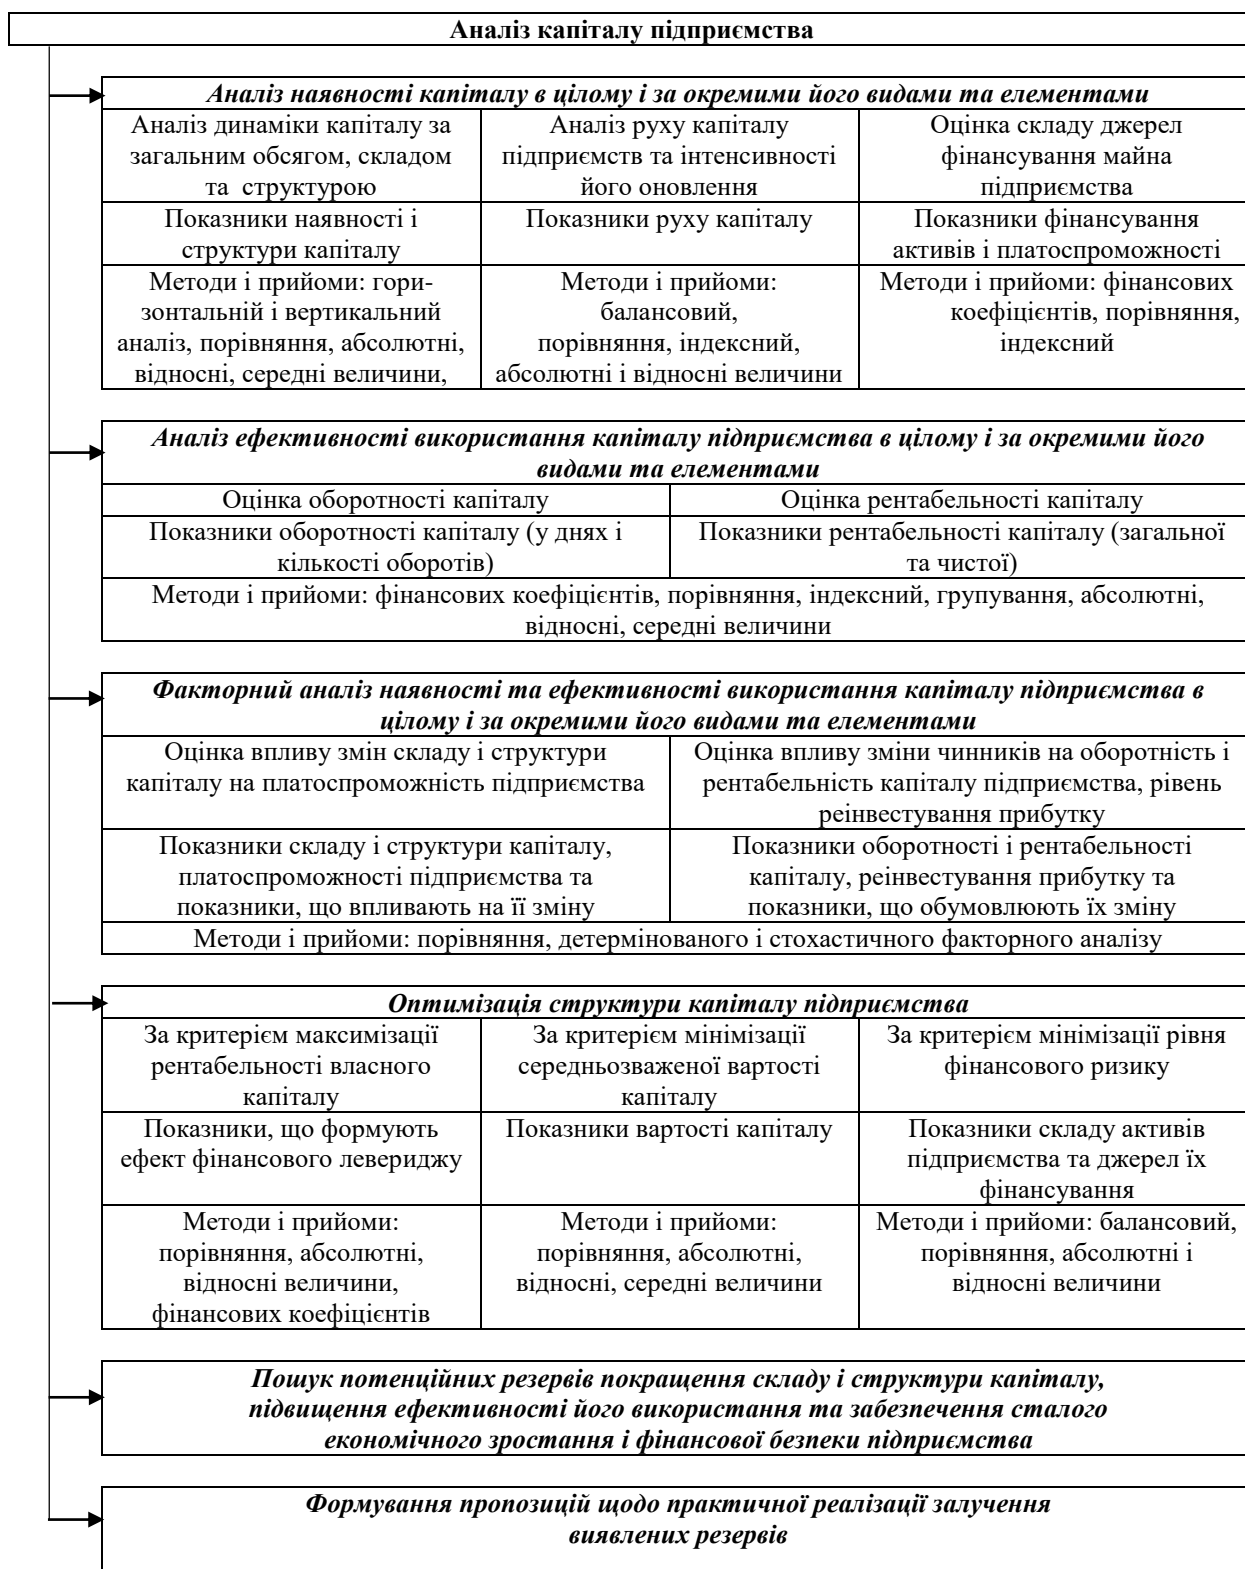 Аналіз капіталу підприємства
Аналіз наявності капіталу в цілому і за окремими його видами та елементами
Аналіз динаміки капіталу за
загальним обсягом, складом
та структурою
Аналіз руху капіталу
підприємств та інтенсивності
його оновлення
Оцінка складу джерел
фінансування майна
підприємства
Показники наявності і
структури капіталу
Показники руху капіталу
Показники фінансування
активів і платоспроможності
Методи і прийоми: гори-
зонтальній і вертикальний
аналіз, порівняння, абсолютні,
відносні, середні величини,
Методи і прийоми:
балансовий,
порівняння, індексний,
абсолютні і відносні величини
Методи і прийоми: фінансових
коефіцієнтів, порівняння,
індексний
Аналіз ефективності використання капіталу підприємства в цілому і за окремими його
видами та елементами
Оцінка оборотності капіталу
Оцінка рентабельності капіталу
Показники оборотності капіталу (у днях і
кількості оборотів)
Показники рентабельності капіталу (загальної
та чистої)
Методи і прийоми: фінансових коефіцієнтів, порівняння, індексний, групування, абсолютні,
відносні, середні величини
Факторний аналіз наявності та ефективності використання капіталу підприємства в
цілому і за окремими його видами та елементами
Оцінка впливу змін складу і структури
капіталу на платоспроможність підприємства
Оцінка впливу зміни чинників на оборотність і
рентабельність капіталу підприємства, рівень
реінвестування прибутку
Показники складу і структури капіталу,
платоспроможності підприємства та
показники, що впливають на її зміну
Показники оборотності і рентабельності
капіталу, реінвестування прибутку та
показники, що обумовлюють їх зміну
Методи і прийоми: порівняння, детермінованого і стохастичного факторного аналізу
Оптимізація структури капіталу підприємства
За критерієм максимізації
рентабельності власного
капіталу
За критерієм мінімізації
середньозваженої вартості
капіталу
За критерієм мінімізації рівня
фінансового ризику
Показники, що формують
ефект фінансового левериджу
Показники вартості капіталу
Показники складу активів
підприємства та джерел їх
фінансування
Методи і прийоми:
порівняння, абсолютні,
відносні величини,
фінансових коефіцієнтів
Методи і прийоми:
порівняння, абсолютні,
відносні, середні величини
Методи і прийоми: балансовий,
порівняння, абсолютні і
відносні величини
Пошук потенційних резервів покращення складу і структури капіталу,
підвищення ефективності його використання та забезпечення сталого
економічного зростання і фінансової безпеки підприємства
Формування пропозицій щодо практичної реалізації залучення
виявлених резервів